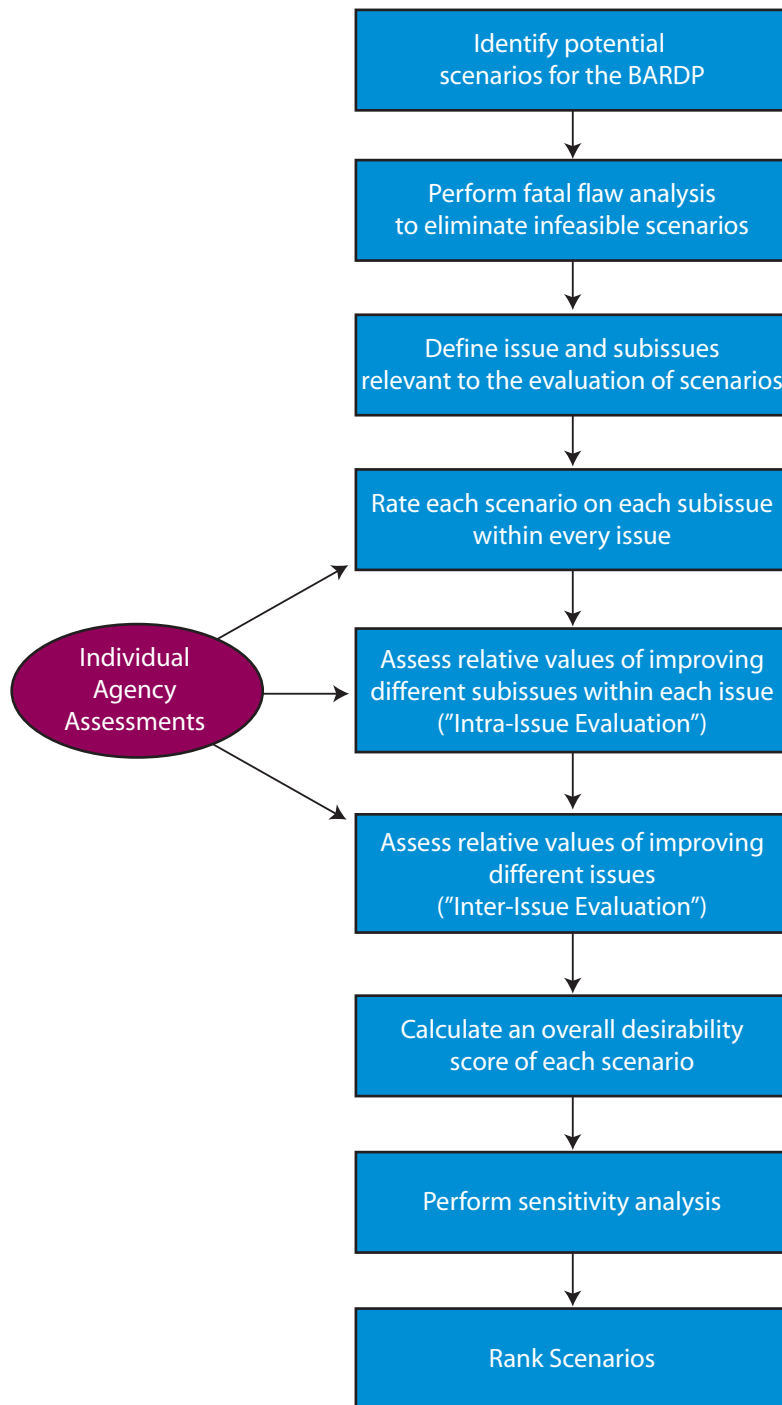 Identify potential
scenarios for the BARDP
Perform fatal flaw analysis
to eliminate infeasible scenarios
Define issue and subissues
relevant to the evaluation of scenarios
Rate each scenario on each subissue
within every issue
Individual
Agency
Assessments
Assess relative values of improving
different subissues within each issue
(”Intra-Issue Evaluation”)
Assess relative values of improving
different issues
(”Inter-Issue Evaluation”)
Calculate an overall desirability
score of each scenario
Perform sensitivity analysis
Rank Scenarios